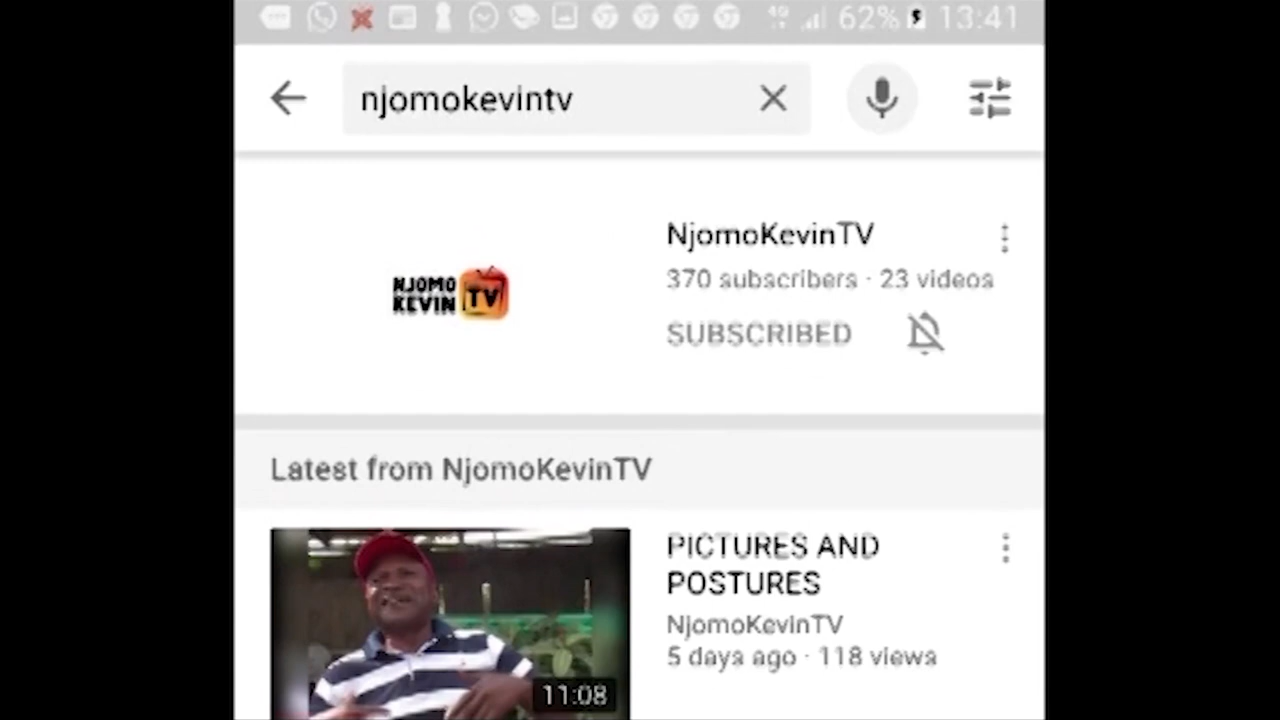 4G 62% 13:41
njomokevintv
NjomoKevinTV
370 subscribers · 23 videos
NJOMO
KEVIN TV
SUBSCRIBED
Latest from NjomoKevinTV
PICTURES AND
POSTURES
NjomoKevinTV
5 days ago · 118 views
11:08